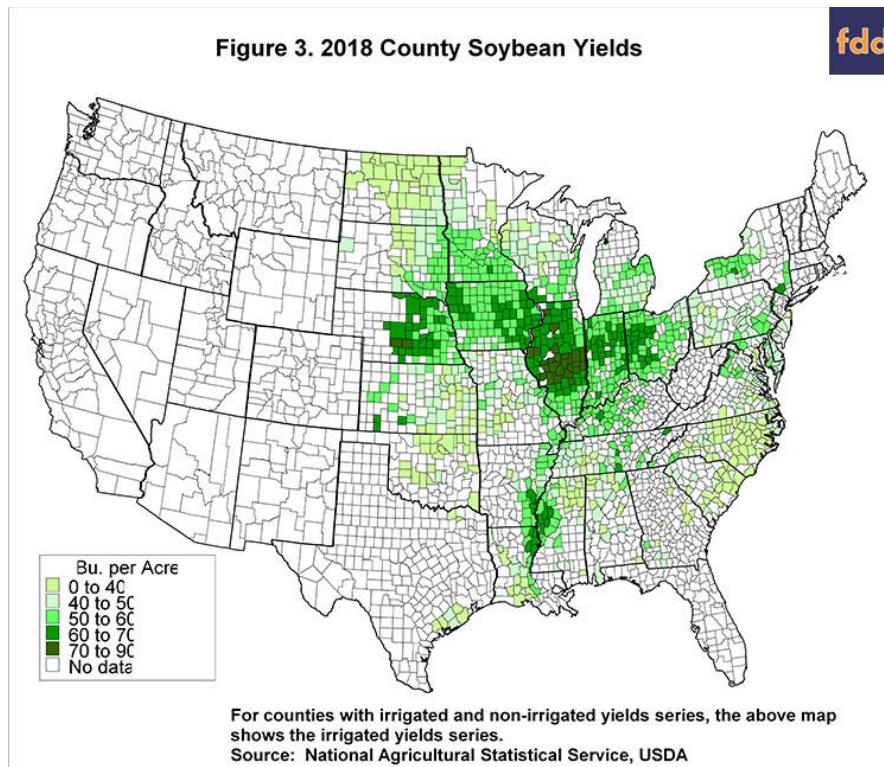 Figure 3. 2018 County Soybean Yields
fdd
Bu. per Acre
0 to 40
40 to 50
50 to 60
60 to 70
70 to 90
No data
For counties with irrigated and non-irrigated yields series, the above map
shows the irrigated yields series.
Source: National Agricultural Statistical Service, USDA